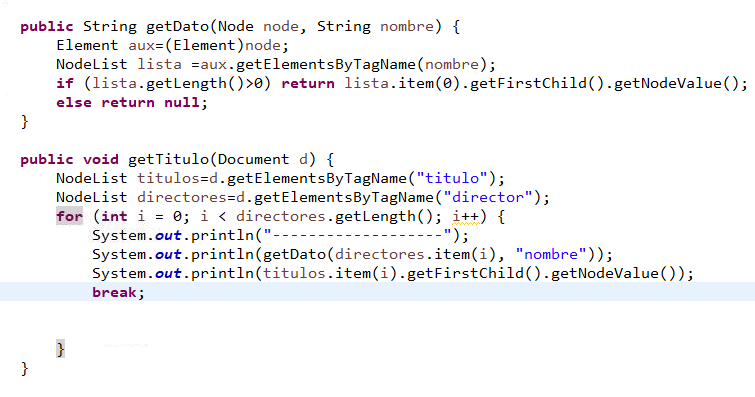 public String getDato(Node node, String nombre) {
    Element aux=(Element)node;
    NodeList lista =aux.getElementsByTagName(nombre);
    if (lista.getLength()>0) return lista.item(0).getFirstChild().getNodeValue();
    else return null;
}
public void getTitulo(Document d) {
    NodeList titulos=d.getElementsByTagName("titulo");
    NodeList directores=d.getElementsByTagName("director");
    for (int i = 0; i < directores.getLength(); i++) {
        System.out.println("-------------------");
        System.out.println(getDato(directores.item(i), "nombre"));
        System.out.println(titulos.item(i).getFirstChild().getNodeValue());
        break;
    }
}